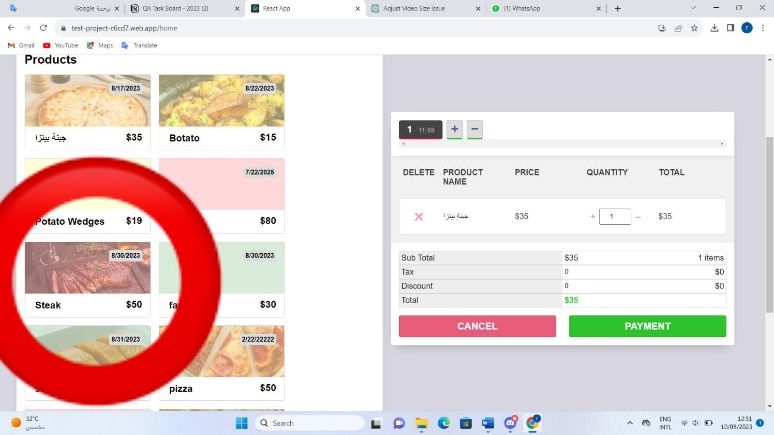 ترجمة Google
QA Task Board - 2023 (2)
React App
Adjust Video Size Issue
(1) WhatsApp
test-project-c6cd7.web.app/home
Gmail
YouTube
Maps
Translate
Products
8/17/2023
8/22/2023
جبنة بيتزا
$35
Botato
$15
7/22/2025
Potato Wedges
$19
$80
8/30/2023
8/30/2023
Steak
$50
$30
8/31/2023
2/22/22222
pizza
$50
1 11:59
+
−
DELETE
PRODUCT NAME
PRICE
QUANTITY
TOTAL
جبنة بيتزا
$35
+ 1 −
$35
Sub Total
$35
1 items
Tax
0
$0
Discount
0
$0
Total
$35
CANCEL
PAYMENT
32°C
مشمس
Search
ENG
INTL
12:51
10/08/2023